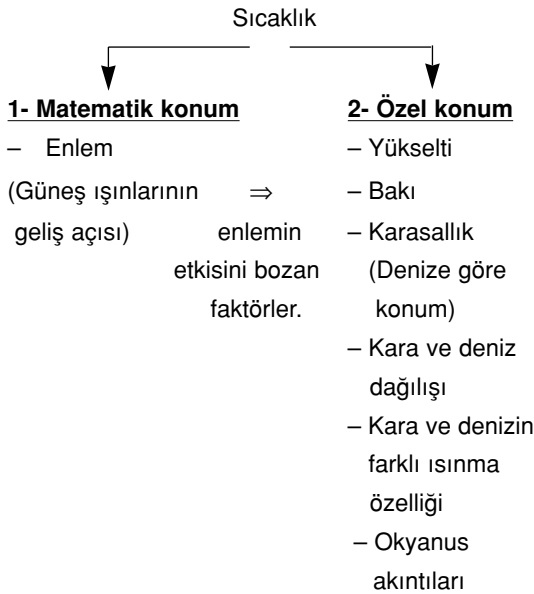 Sıcaklık
1- Matematik konum
– Enlem
(Güneş ışınlarının
geliş açısı)
⇒
enlemin
etkisini bozan
faktörler.
2- Özel konum
– Yükselti
– Bakı
– Karasallık
(Denize göre
konum)
– Kara ve deniz
dağılışı
– Kara ve denizin
farklı ısınma
özelliği
– Okyanus
akıntıları